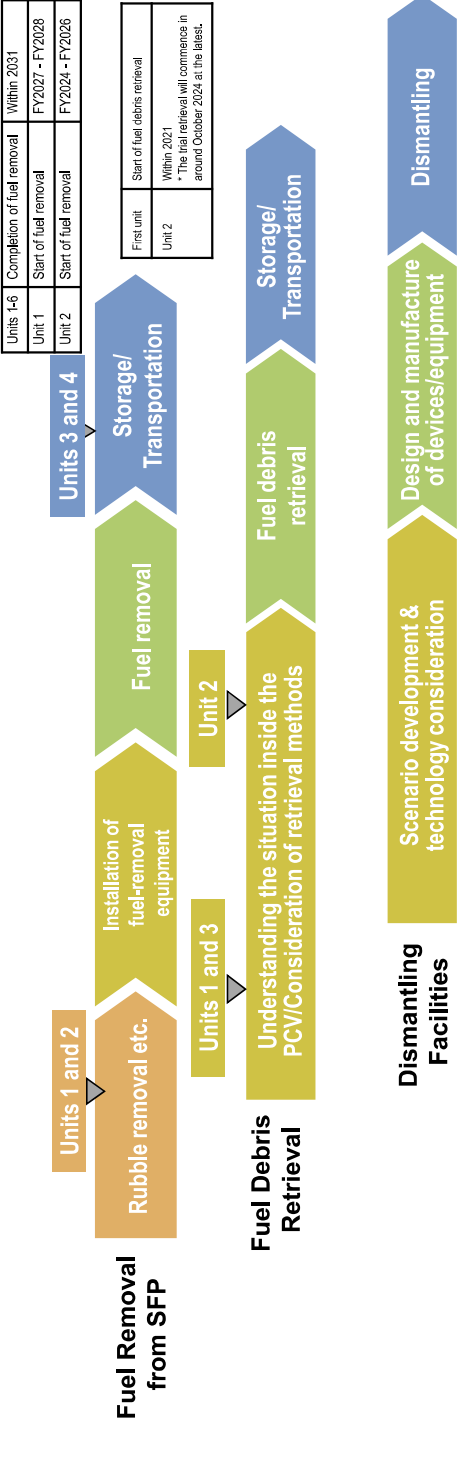 Units 1-6 Completion of fuel removal Within 2031
Unit 1 Start of fuel removal FY2027 - FY2028
Unit 2 Start of fuel removal FY2024 - FY2026
Units 1 and 2
Units 3 and 4
Fuel Removal
from SFP
Rubble removal etc.
Installation of
fuel-removal
equipment
Fuel removal
Storage/
Transportation
First unit Start of fuel debris retrieval
Unit 2 Within 2021
* The trial retrieval will commence in
around October 2024 at the latest.
Units 1 and 3
Unit 2
Fuel Debris
Retrieval
Understanding the situation inside the
PCV/Consideration of retrieval methods
Fuel debris
retrieval
Storage/
Transportation
Dismantling
Facilities
Scenario development &
technology consideration
Design and manufacture
of devices/equipment
Dismantling